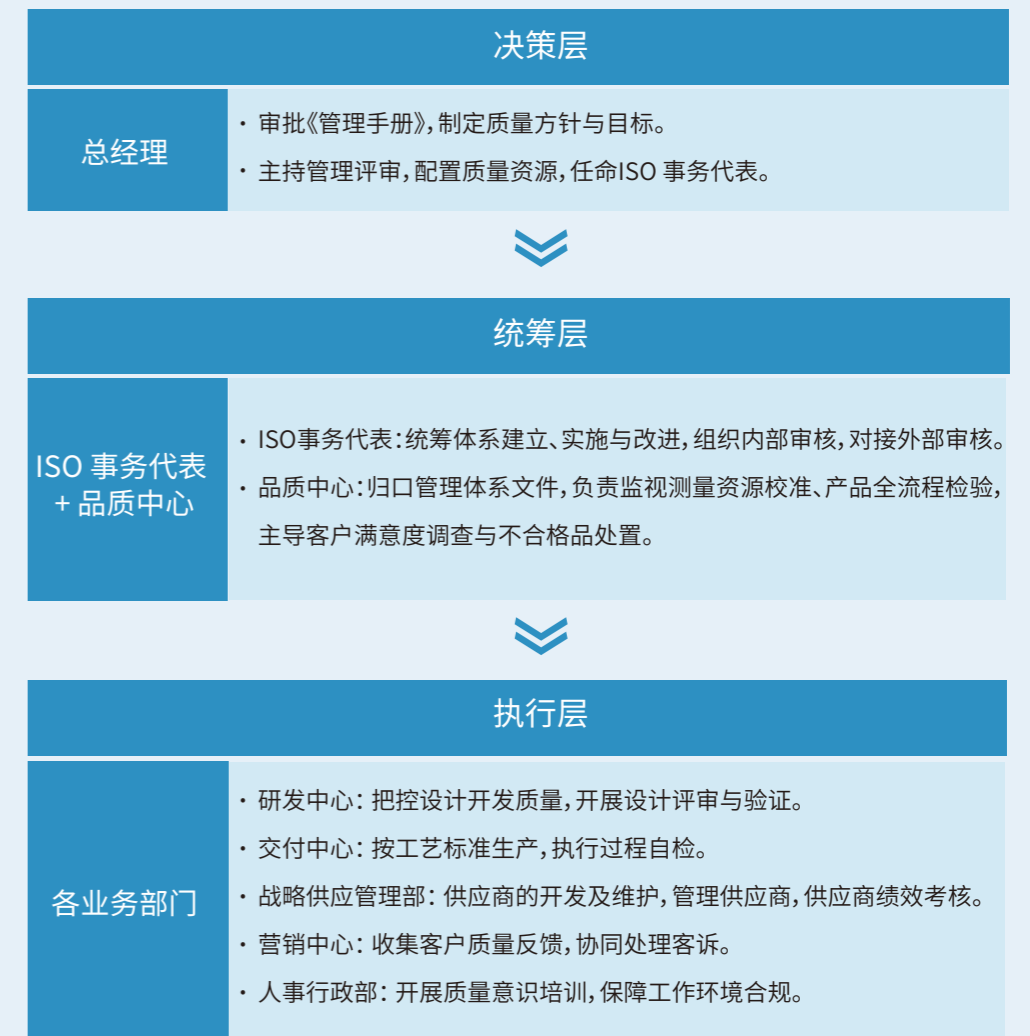 决策层
总经理
· 审批《管理手册》，制定质量方针与目标。
· 主持管理评审，配置质量资源，任命ISO 事务代表。
统筹层
ISO 事务代表
+ 品质中心
· ISO事务代表：统筹体系建立、实施与改进，组织内部审核，对接外部审核。
· 品质中心：归口管理体系文件，负责监视测量资源校准、产品全流程检验，
主导客户满意度调查与不合格品处置。
执行层
各业务部门
· 研发中心：把控设计开发质量，开展设计评审与验证。
· 交付中心：按工艺标准生产，执行过程自检。
· 战略供应管理部：供应商的开发及维护，管理供应商，供应商绩效考核。
· 营销中心：收集客户质量反馈，协同处理客诉。
· 人事行政部：开展质量意识培训，保障工作环境合规。